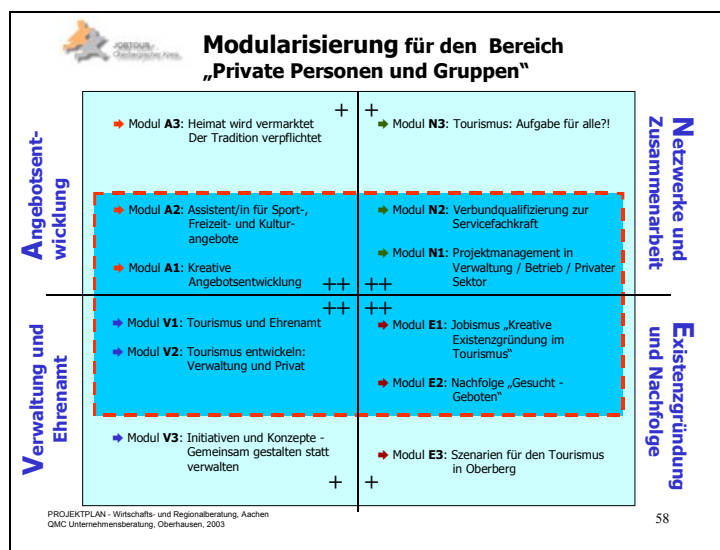 JOBTOUR
Oberbergischer Kreis
Modularisierung für den Bereich
„Private Personen und Gruppen“
Angebotsent-
wicklung
+
Modul A3: Heimat wird vermarktet
Der Tradition verpflichtet
Modul A2: Assistent/in für Sport-,
Freizeit- und Kultur-
angebote
Modul A1: Kreative
Angebotsentwicklung
++
+
Modul N3: Tourismus: Aufgabe für alle?!
Modul N2: Verbundqualifizierung zur
Servicefachkraft
Modul N1: Projektmanagement in
Verwaltung / Betrieb / Privater
Sektor
++
Netzwerke und
Zusammenarbeit
Verwaltung und
Ehrenamt
++
Modul V1: Tourismus und Ehrenamt
Modul V2: Tourismus entwickeln:
Verwaltung und Privat
Modul V3: Initiativen und Konzepte -
Gemeinsam gestalten statt
verwalten
+
++
Modul E1: Jobismus „Kreative
Existenzgründung im
Tourismus“
Modul E2: Nachfolge „Gesucht -
Geboten“
Modul E3: Szenarien für den Tourismus
in Oberberg
+
Existenzgründung
und Nachfolge
PROJEKTPLAN - Wirtschafts- und Regionalberatung, Aachen
QMC Unternehmensberatung, Oberhausen, 2003
58